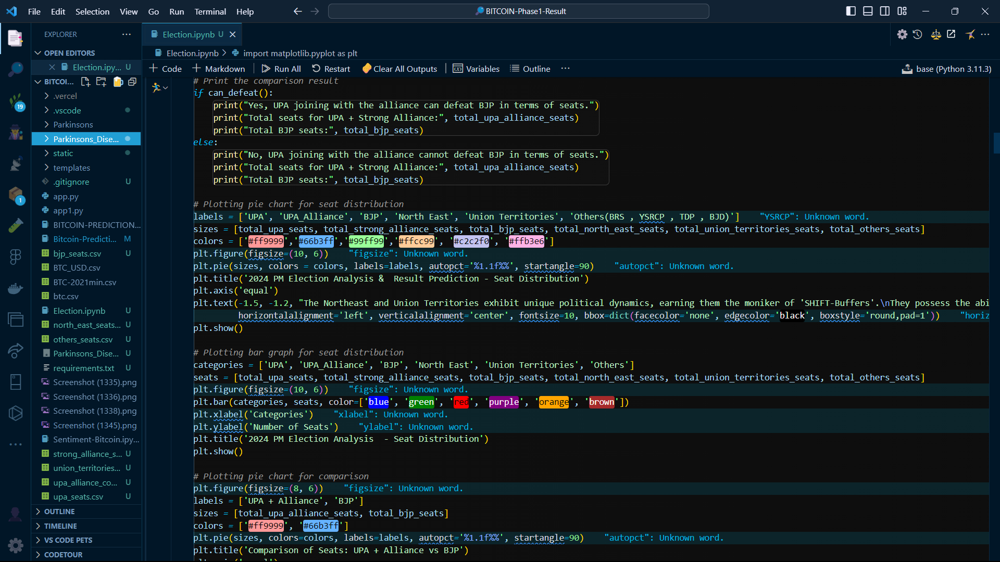 File Edit Selection View Go Run Terminal Help
BITCOIN-Phase1-Result
EXPLORER
Election.ipynb U
OPEN EDITORS
Election.ipy... U
Election.ipynb > import matplotlib.pyplot as plt
+ Code + Markdown Run All Restart Clear All Outputs Variables Outline ...
base (Python 3.11.3)
BITCOI...
.vercel
.vscode
Parkinsons
Parkinsons_Dise...
static
templates
.gitignore U
app.py
app1.py
BITCOIN-PREDICTION...
Bitcoin-Predicti... M
bjp_seats.csv U
BTC_USD.csv
BTC-2021min.csv
btc.csv
Election.ipynb U
north_east_seats... U
others_seats.csv U
Parkinsons_Dise... U
requirements.txt U
Screenshot (1335).png
Screenshot (1336).png
Screenshot (1338).png
Screenshot (1345).png
Sentiment-Bitcoin.ipy...
strong_alliance_s... U
union_territories... U
upa_alliance_co... U
upa_seats.csv U
OUTLINE
TIMELINE
VS CODE PETS
CODETOUR
19
1
# Print the comparison result
if can_defeat():
print("Yes, UPA joining with the alliance can defeat BJP in terms of seats.")
print("Total seats for UPA + Strong Alliance:", total_upa_alliance_seats)
print("Total BJP seats:", total_bjp_seats)
else:
print("No, UPA joining with the alliance cannot defeat BJP in terms of seats.")
print("Total seats for UPA + Strong Alliance:", total_upa_alliance_seats)
print("Total BJP seats:", total_bjp_seats)
# Plotting pie chart for seat distribution
labels = ['UPA', 'UPA_Alliance', 'BJP', 'North East', 'Union Territories', 'Others(BRS , YSRCP , TDP , BJD)'] "YSRCP": Unknown word.
sizes = [total_upa_seats, total_strong_alliance_seats, total_bjp_seats, total_north_east_seats, total_union_territories_seats, total_others_seats]
colors = ['#ff9999','#66b3ff','#99ff99','#ffcc99', '#c2c2f0', '#ffb3e6']
plt.figure(figsize=(10, 6)) "figsize": Unknown word.
plt.pie(sizes, colors = colors, labels=labels, autopct='%1.1f%%', startangle=90) "autopct": Unknown word.
plt.title('2024 PM Election Analysis & Result Prediction - Seat Distribution')
plt.axis('equal')
plt.text(-1.5, -1.2, "The Northeast and Union Territories exhibit unique political dynamics, earning them the moniker of 'SHIFT-Buffers'.\nThey possess the abi
horizontalalignment='left', verticalalignment='center', fontsize=10, bbox=dict(facecolor='none', edgecolor='black', boxstyle='round,pad=1')) "horiz
plt.show()
# Plotting bar graph for seat distribution
categories = ['UPA', 'UPA_Alliance', 'BJP', 'North East', 'Union Territories', 'Others']
seats = [total_upa_seats, total_strong_alliance_seats, total_bjp_seats, total_north_east_seats, total_union_territories_seats, total_others_seats]
plt.figure(figsize=(10, 6)) "figsize": Unknown word.
plt.bar(categories, seats, color=['blue', 'green', 'red', 'purple', 'orange', 'brown'])
plt.xlabel('Categories') "xlabel": Unknown word.
plt.ylabel('Number of Seats') "ylabel": Unknown word.
plt.title('2024 PM Election Analysis - Seat Distribution')
plt.show()
# Plotting pie chart for comparison
plt.figure(figsize=(8, 6)) "figsize": Unknown word.
labels = ['UPA + Alliance', 'BJP']
sizes = [total_upa_alliance_seats, total_bjp_seats]
colors = ['#ff9999', '#66b3ff']
plt.pie(sizes, colors=colors, labels=labels, autopct='%1.1f%%', startangle=90) "autopct": Unknown word.
plt.title('Comparison of Seats: UPA + Alliance vs BJP')